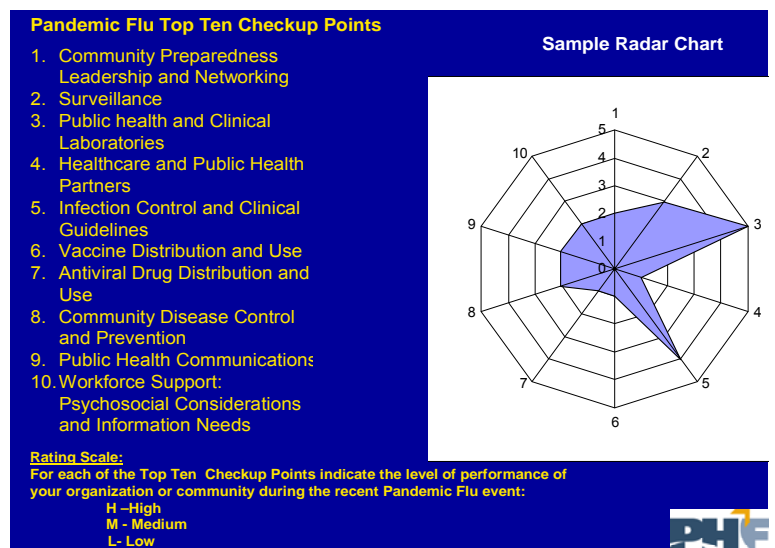 Pandemic Flu Top Ten Checkup Points
Sample Radar Chart
1. Community Preparedness
Leadership and Networking
2. Surveillance
3. Public health and Clinical
Laboratories
4. Healthcare and Public Health
Partners
5. Infection Control and Clinical
Guidelines
6. Vaccine Distribution and Use
7. Antiviral Drug Distribution and
Use
8. Community Disease Control
and Prevention
9. Public Health Communications
10. Workforce Support:
Psychosocial Considerations
and Information Needs
1
5
10
2
4
3
9
3
2
1
0
8
4
7
5
6
Rating Scale:
For each of the Top Ten Checkup Points indicate the level of performance of
your organization or community during the recent Pandemic Flu event:
H –High
M - Medium
L- Low
PHF